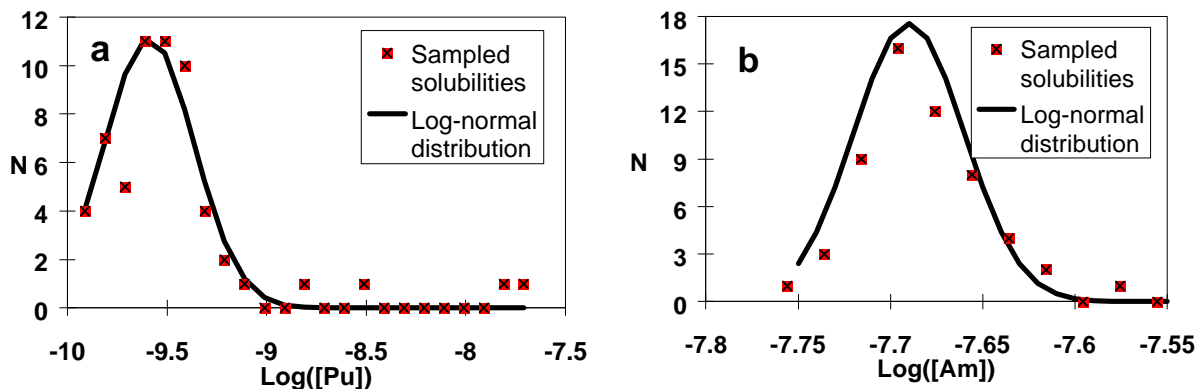 a
12
10
8
N 6
4
2
0
-10 -9.5 -9 -8.5 -8 -7.5
Log([Pu])
Sampled
solubilities
Log-normal
distribution
b
18
15
12
N 9
6
3
0
-7.8 -7.75 -7.7 -7.65 -7.6 -7.55
Log([Am])
Sampled
solubilities
Log-normal
distribution